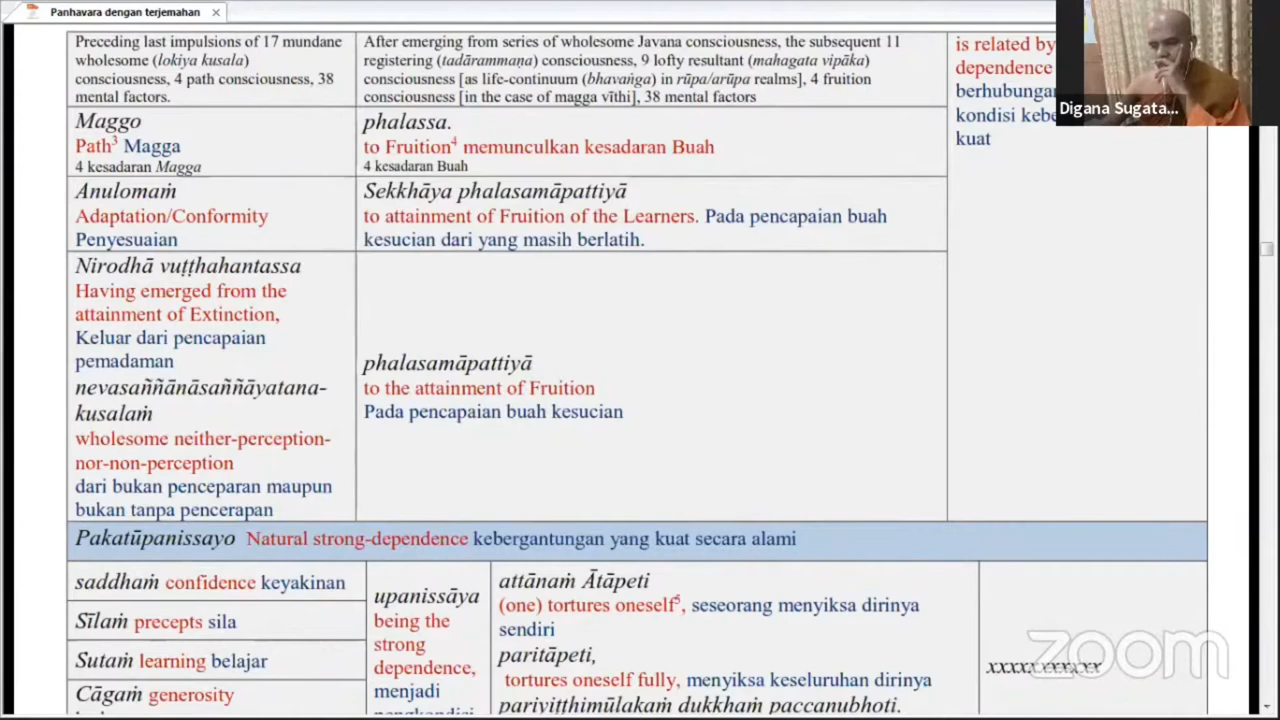 Panhavara dengan terjemahan
Preceding last impulsions of 17 mundane
wholesome (lokiya kusala)
consciousness, 4 path consciousness, 38
mental factors.
After emerging from series of wholesome Javana consciousness, the subsequent 11
registering (tadārammaṇa) consciousness, 9 lofty resultant (mahagata vipāka)
consciousness [as life-continuum (bhavaṅga) in rūpa/arūpa realms], 4 fruition
consciousness [in the case of magga vīthi], 38 mental factors
is related by
dependence
berhubungan
kondisi kebe
kuat
Digana Sugata...
Maggo
Path³ Magga
4 kesadaran Magga
phalassa.
to Fruition⁴ memunculkan kesadaran Buah
4 kesadaran Buah
Anulomaṁ
Adaptation/Conformity
Penyesuaian
Sekkhāya phalasamāpattiyā
to attainment of Fruition of the Learners. Pada pencapaian buah
kesucian dari yang masih berlatih.
Nirodhā vuṭṭhahantassa
Having emerged from the
attainment of Extinction,
Keluar dari pencapaian
pemadaman
nevasaññānāsaññāyatana-
kusalaṁ
wholesome neither-perception-
nor-non-perception
dari bukan penceparan maupun
bukan tanpa pencerapan
phalasamāpattiyā
to the attainment of Fruition
Pada pencapaian buah kesucian
Pakatūpanissayo Natural strong-dependence kebergantungan yang kuat secara alami
saddhaṁ confidence keyakinan
Sīlaṁ precepts sila
Sutaṁ learning belajar
Cāgaṁ generosity
upanissāya
being the
strong
dependence,
menjadi
attānaṁ Ātāpeti
(one) tortures oneself⁵, seseorang menyiksa dirinya
sendiri
paritāpeti,
tortures oneself fully, menyiksa keseluruhan dirinya
pariyiṭṭhimūlakaṁ dukkhaṁ paccanubhoti.
zoom